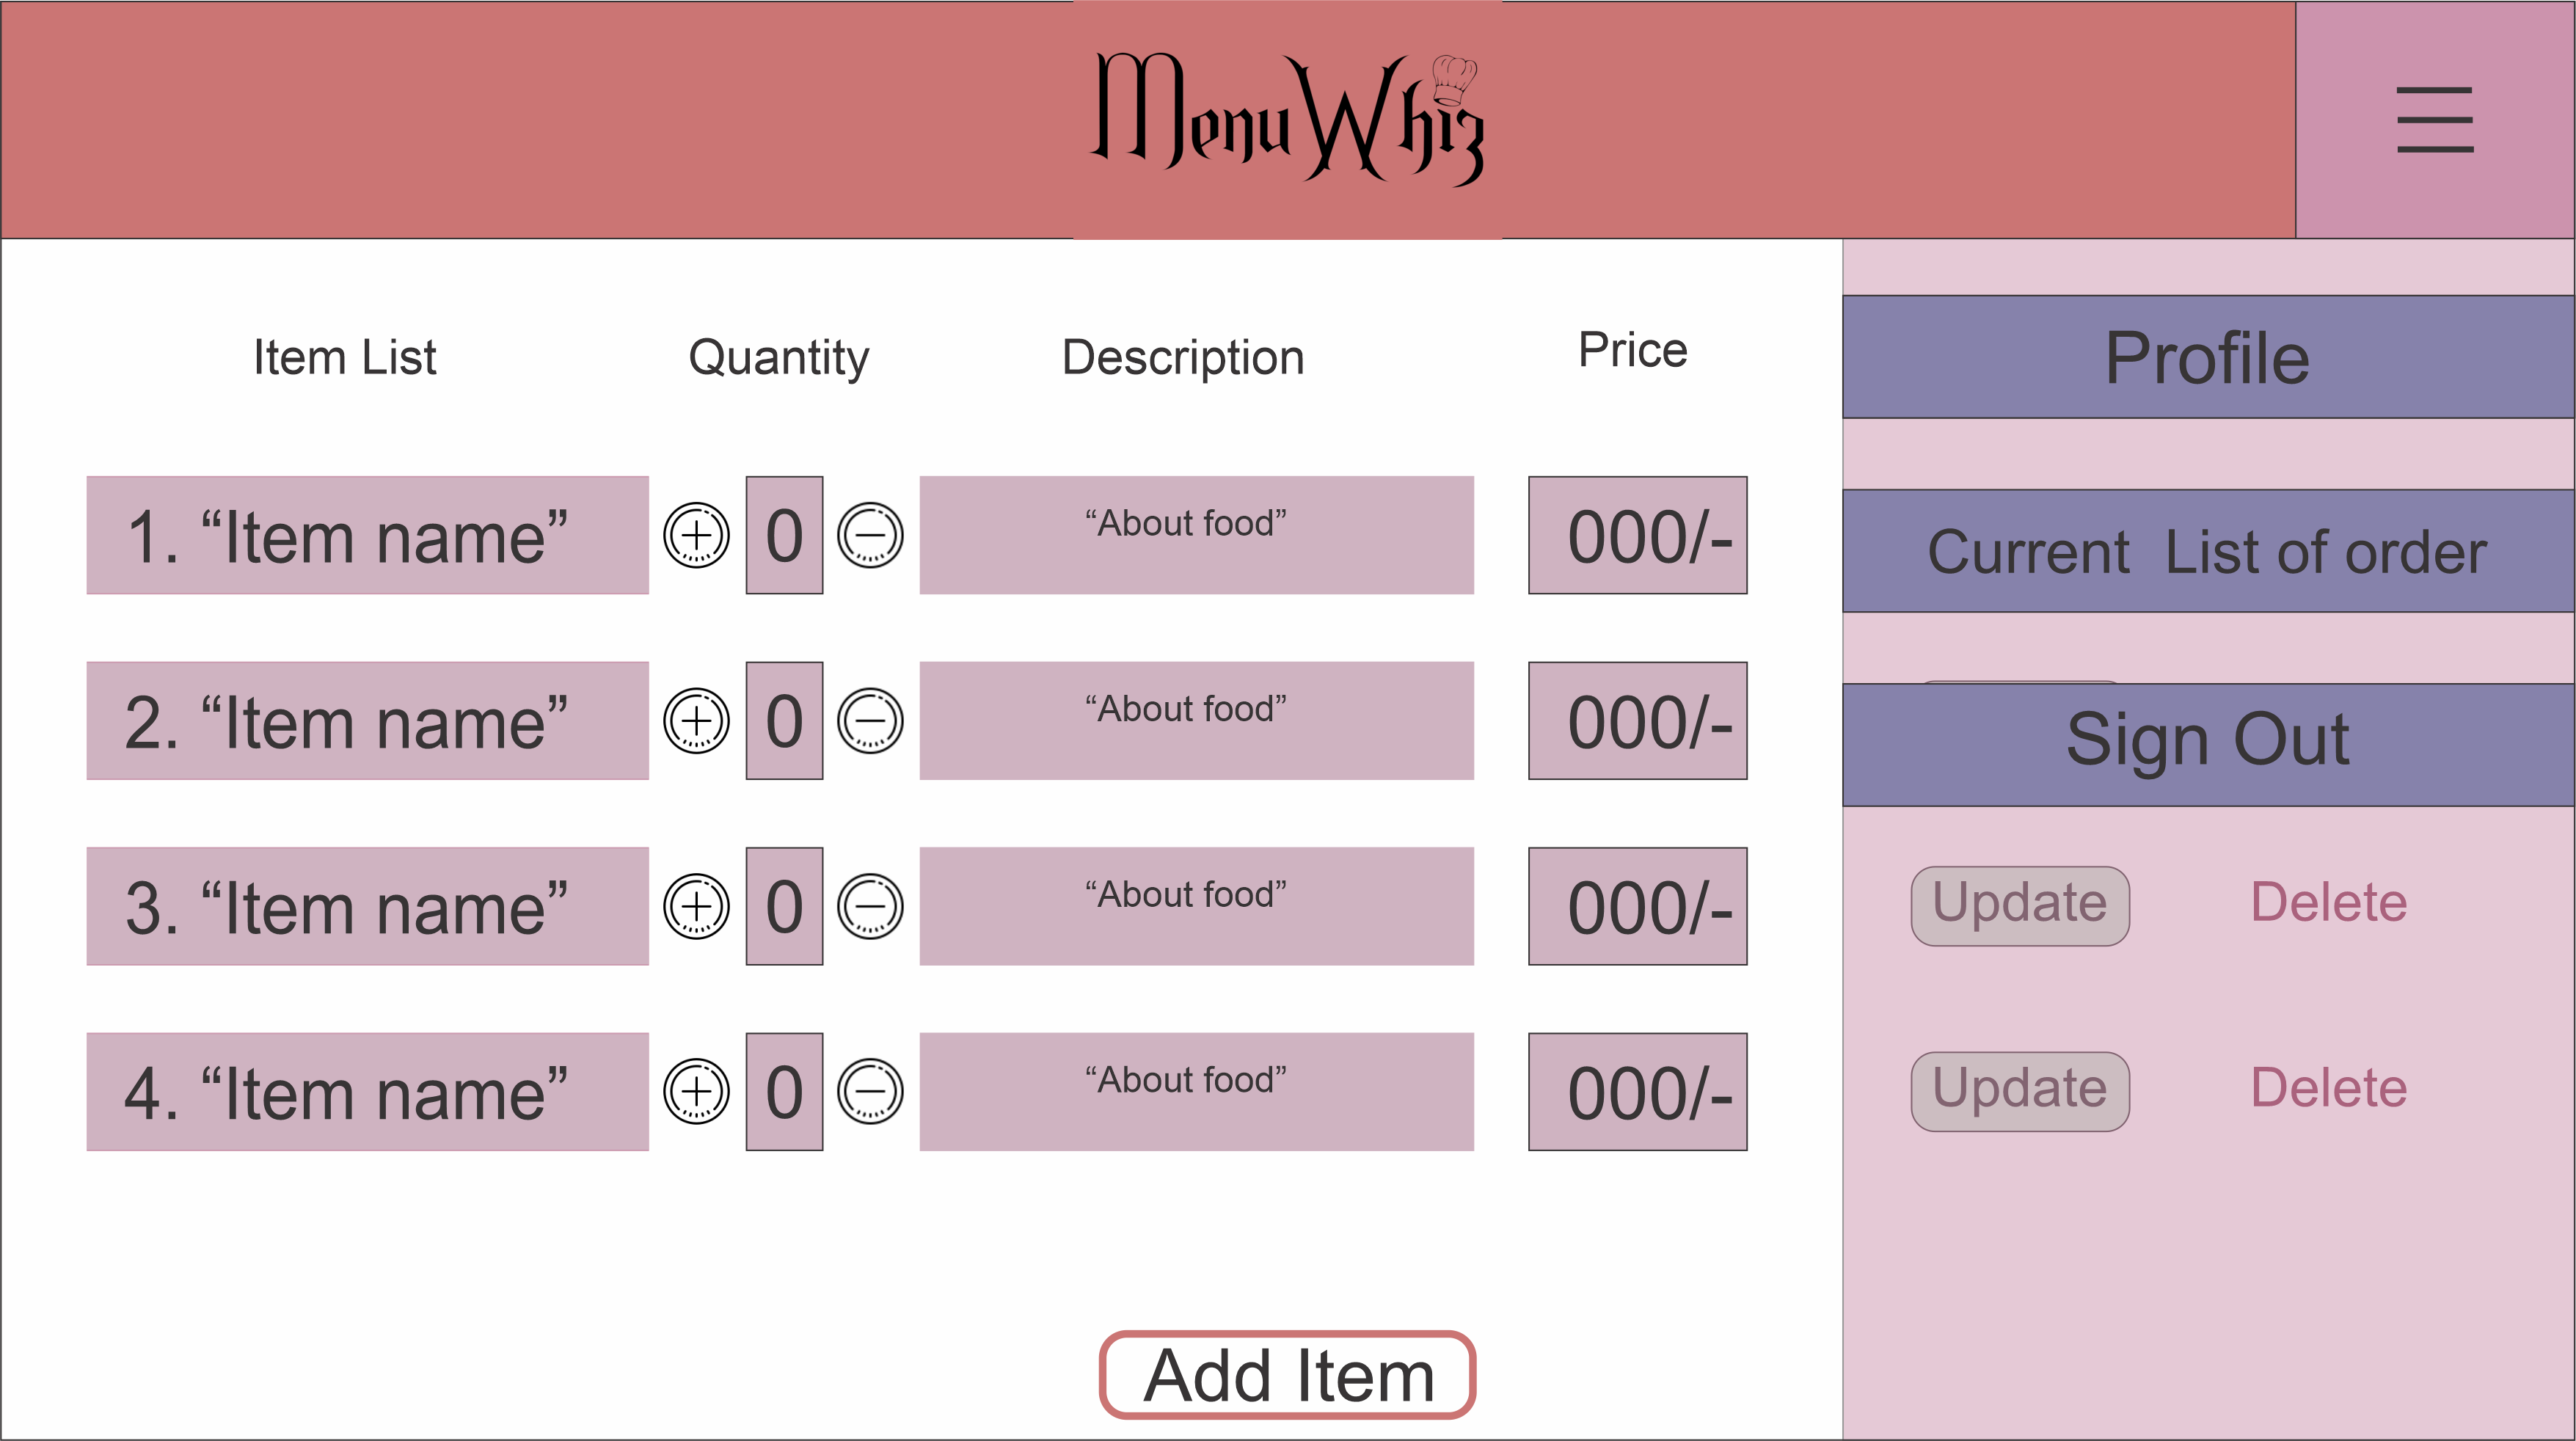 MenuWhiz
Item List Quantity Description Price
Profile
1. “Item name” 0 “About food” 000/-
Current List of order
2. “Item name” 0 “About food” 000/-
Sign Out
3. “Item name” 0 “About food” 000/- Update Delete
4. “Item name” 0 “About food” 000/- Update Delete
Add Item